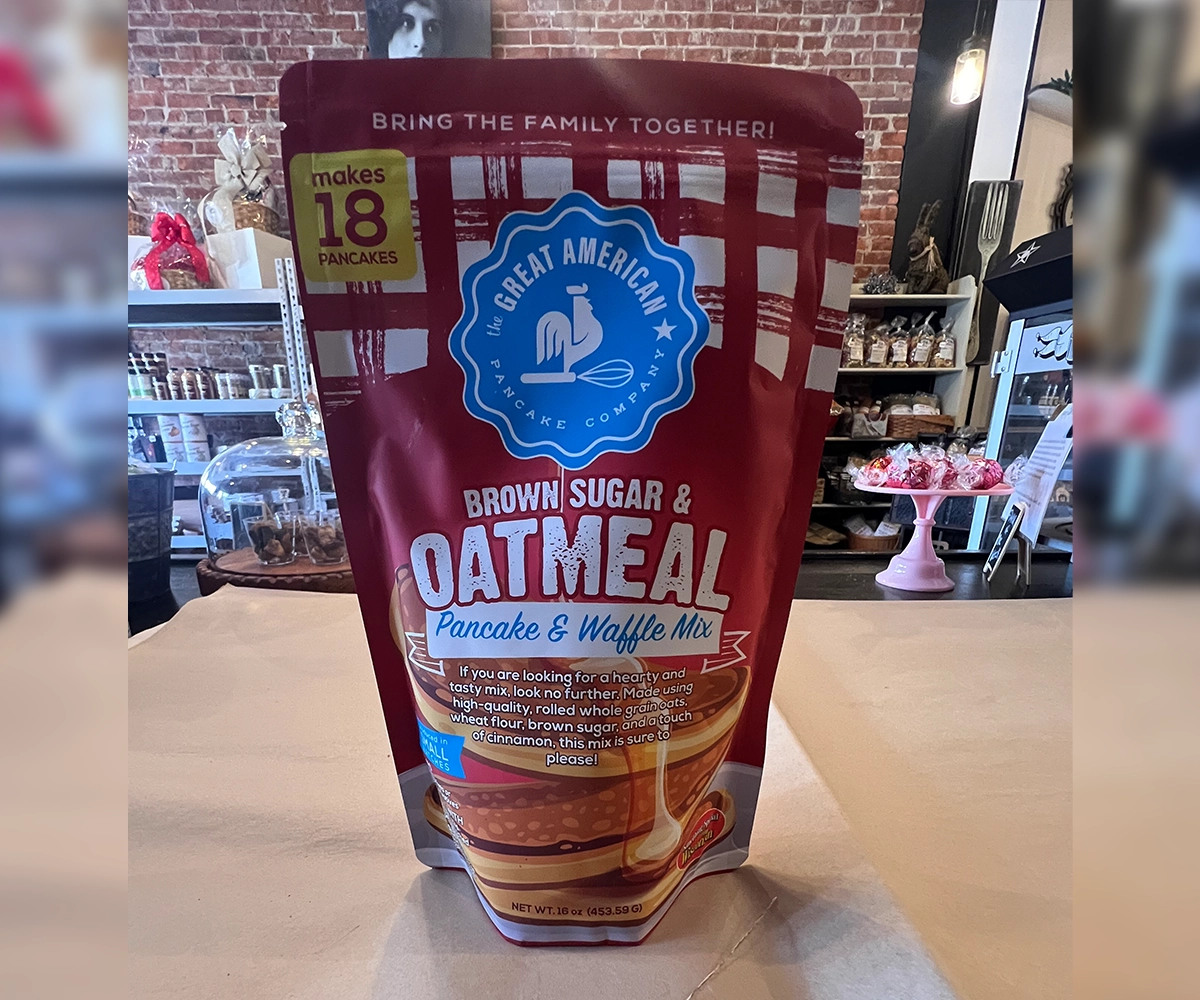 BRING THE FAMILY TOGETHER!
makes
18
PANCAKES
the GREAT AMERICAN
PANCAKE COMPANY
BROWN SUGAR &
OATMEAL
Pancake & Waffle Mix
If you are looking for a hearty and
tasty mix, look no further. Made using
high-quality, rolled whole grain oats,
wheat flour, brown sugar, and a touch
of cinnamon, this mix is sure to
please!
Wisconsin
NET WT. 16 oz (453.59 G)